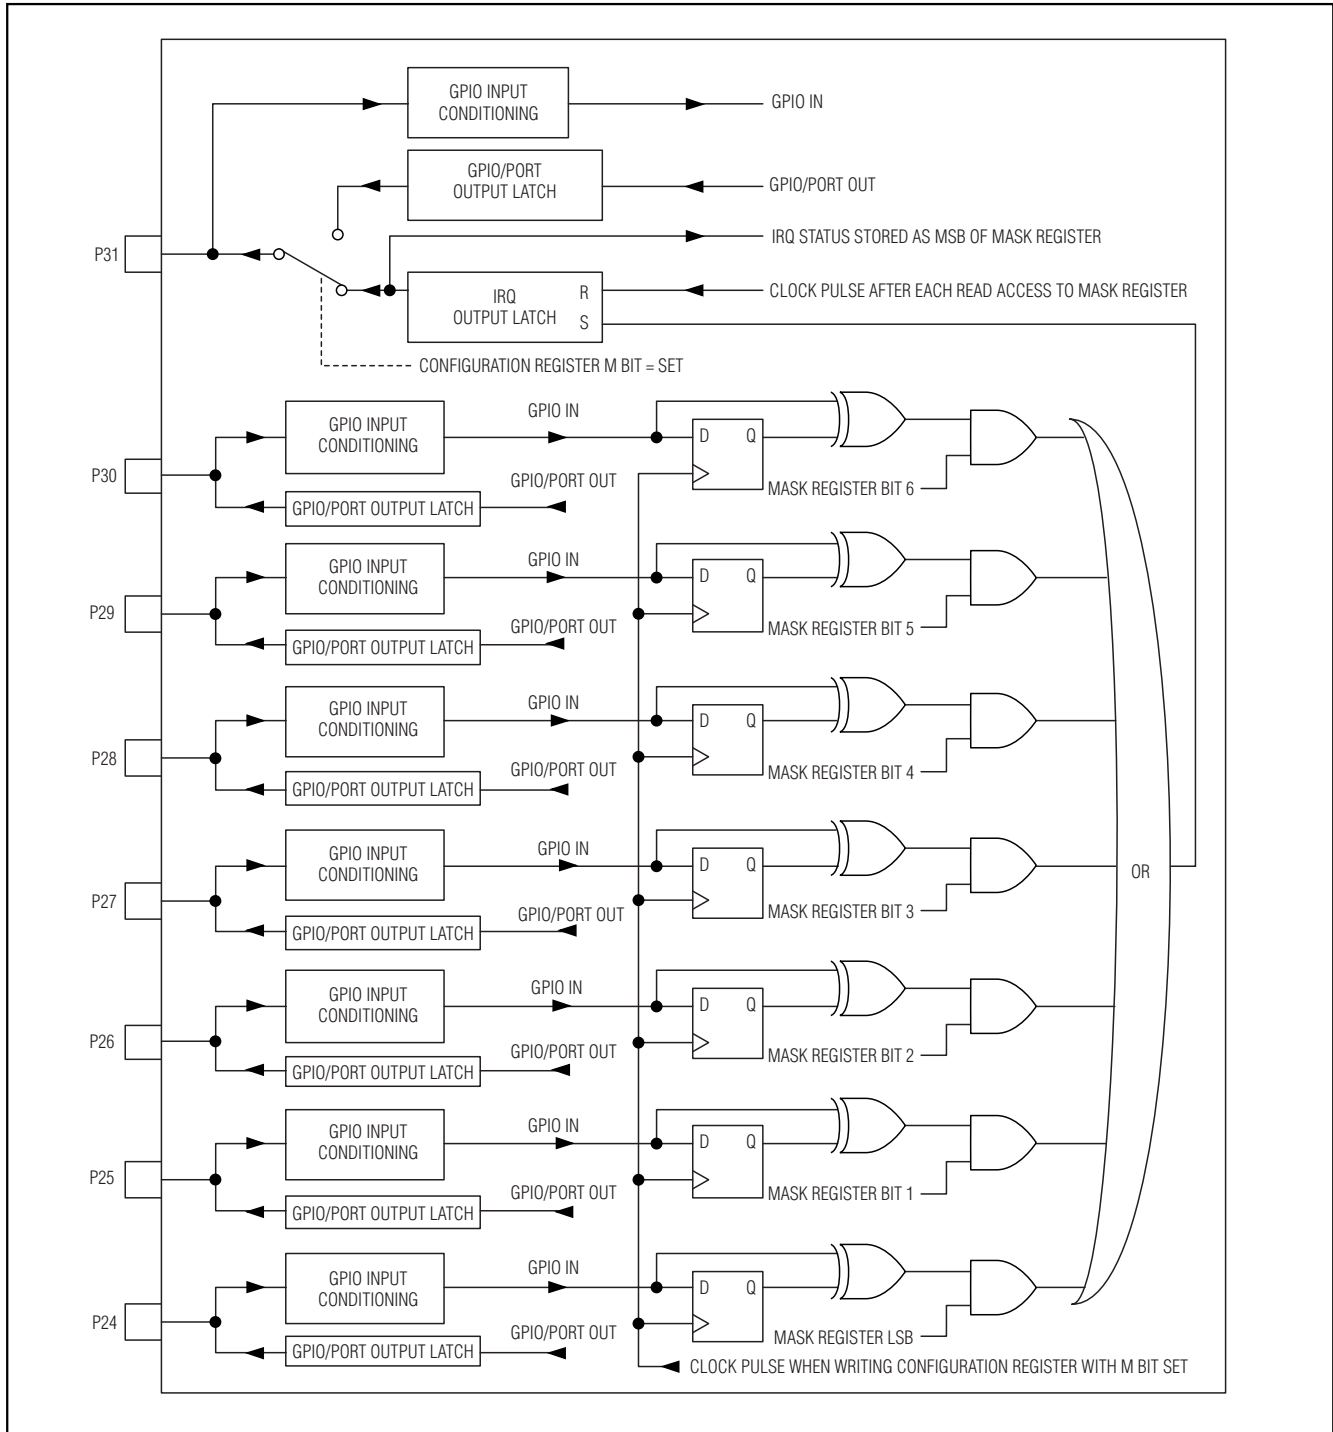 GPIO INPUT
CONDITIONING
GPIO IN
GPIO/PORT
OUTPUT LATCH
GPIO/PORT OUT
P31
IRQ STATUS STORED AS MSB OF MASK REGISTER
IRQ
OUTPUT LATCH
R
S
CLOCK PULSE AFTER EACH READ ACCESS TO MASK REGISTER
CONFIGURATION REGISTER M BIT = SET
P30
GPIO INPUT
CONDITIONING
GPIO IN
D Q
GPIO/PORT OUTPUT LATCH
GPIO/PORT OUT
MASK REGISTER BIT 6
P29
GPIO INPUT
CONDITIONING
GPIO IN
D Q
GPIO/PORT OUTPUT LATCH
GPIO/PORT OUT
MASK REGISTER BIT 5
P28
GPIO INPUT
CONDITIONING
GPIO IN
D Q
GPIO/PORT OUTPUT LATCH
GPIO/PORT OUT
MASK REGISTER BIT 4
P27
GPIO INPUT
CONDITIONING
GPIO IN
D Q
GPIO/PORT OUTPUT LATCH
GPIO/PORT OUT
MASK REGISTER BIT 3
OR
P26
GPIO INPUT
CONDITIONING
GPIO IN
D Q
GPIO/PORT OUTPUT LATCH
GPIO/PORT OUT
MASK REGISTER BIT 2
P25
GPIO INPUT
CONDITIONING
GPIO IN
D Q
GPIO/PORT OUTPUT LATCH
GPIO/PORT OUT
MASK REGISTER BIT 1
P24
GPIO INPUT
CONDITIONING
GPIO IN
D Q
GPIO/PORT OUTPUT LATCH
GPIO/PORT OUT
MASK REGISTER LSB
CLOCK PULSE WHEN WRITING CONFIGURATION REGISTER WITH M BIT SET